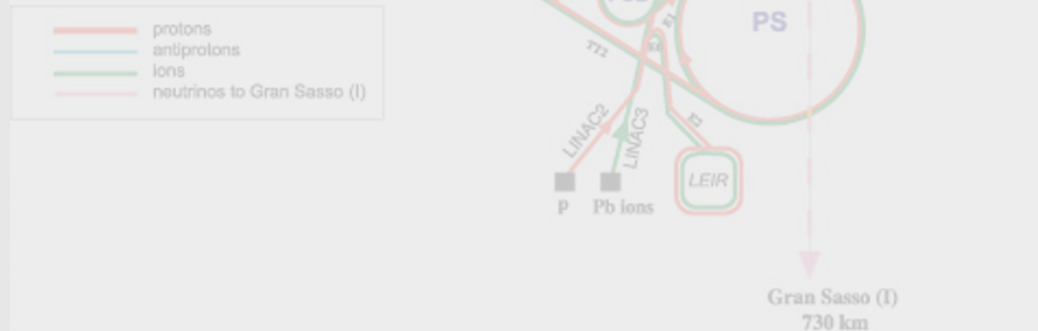 PS
E1
TT2
protons
antiprotons
ions
neutrinos to Gran Sasso (I)
LINAC2
LINAC3
E2
LEIR
P
Pb ions
Gran Sasso (I)
730 km